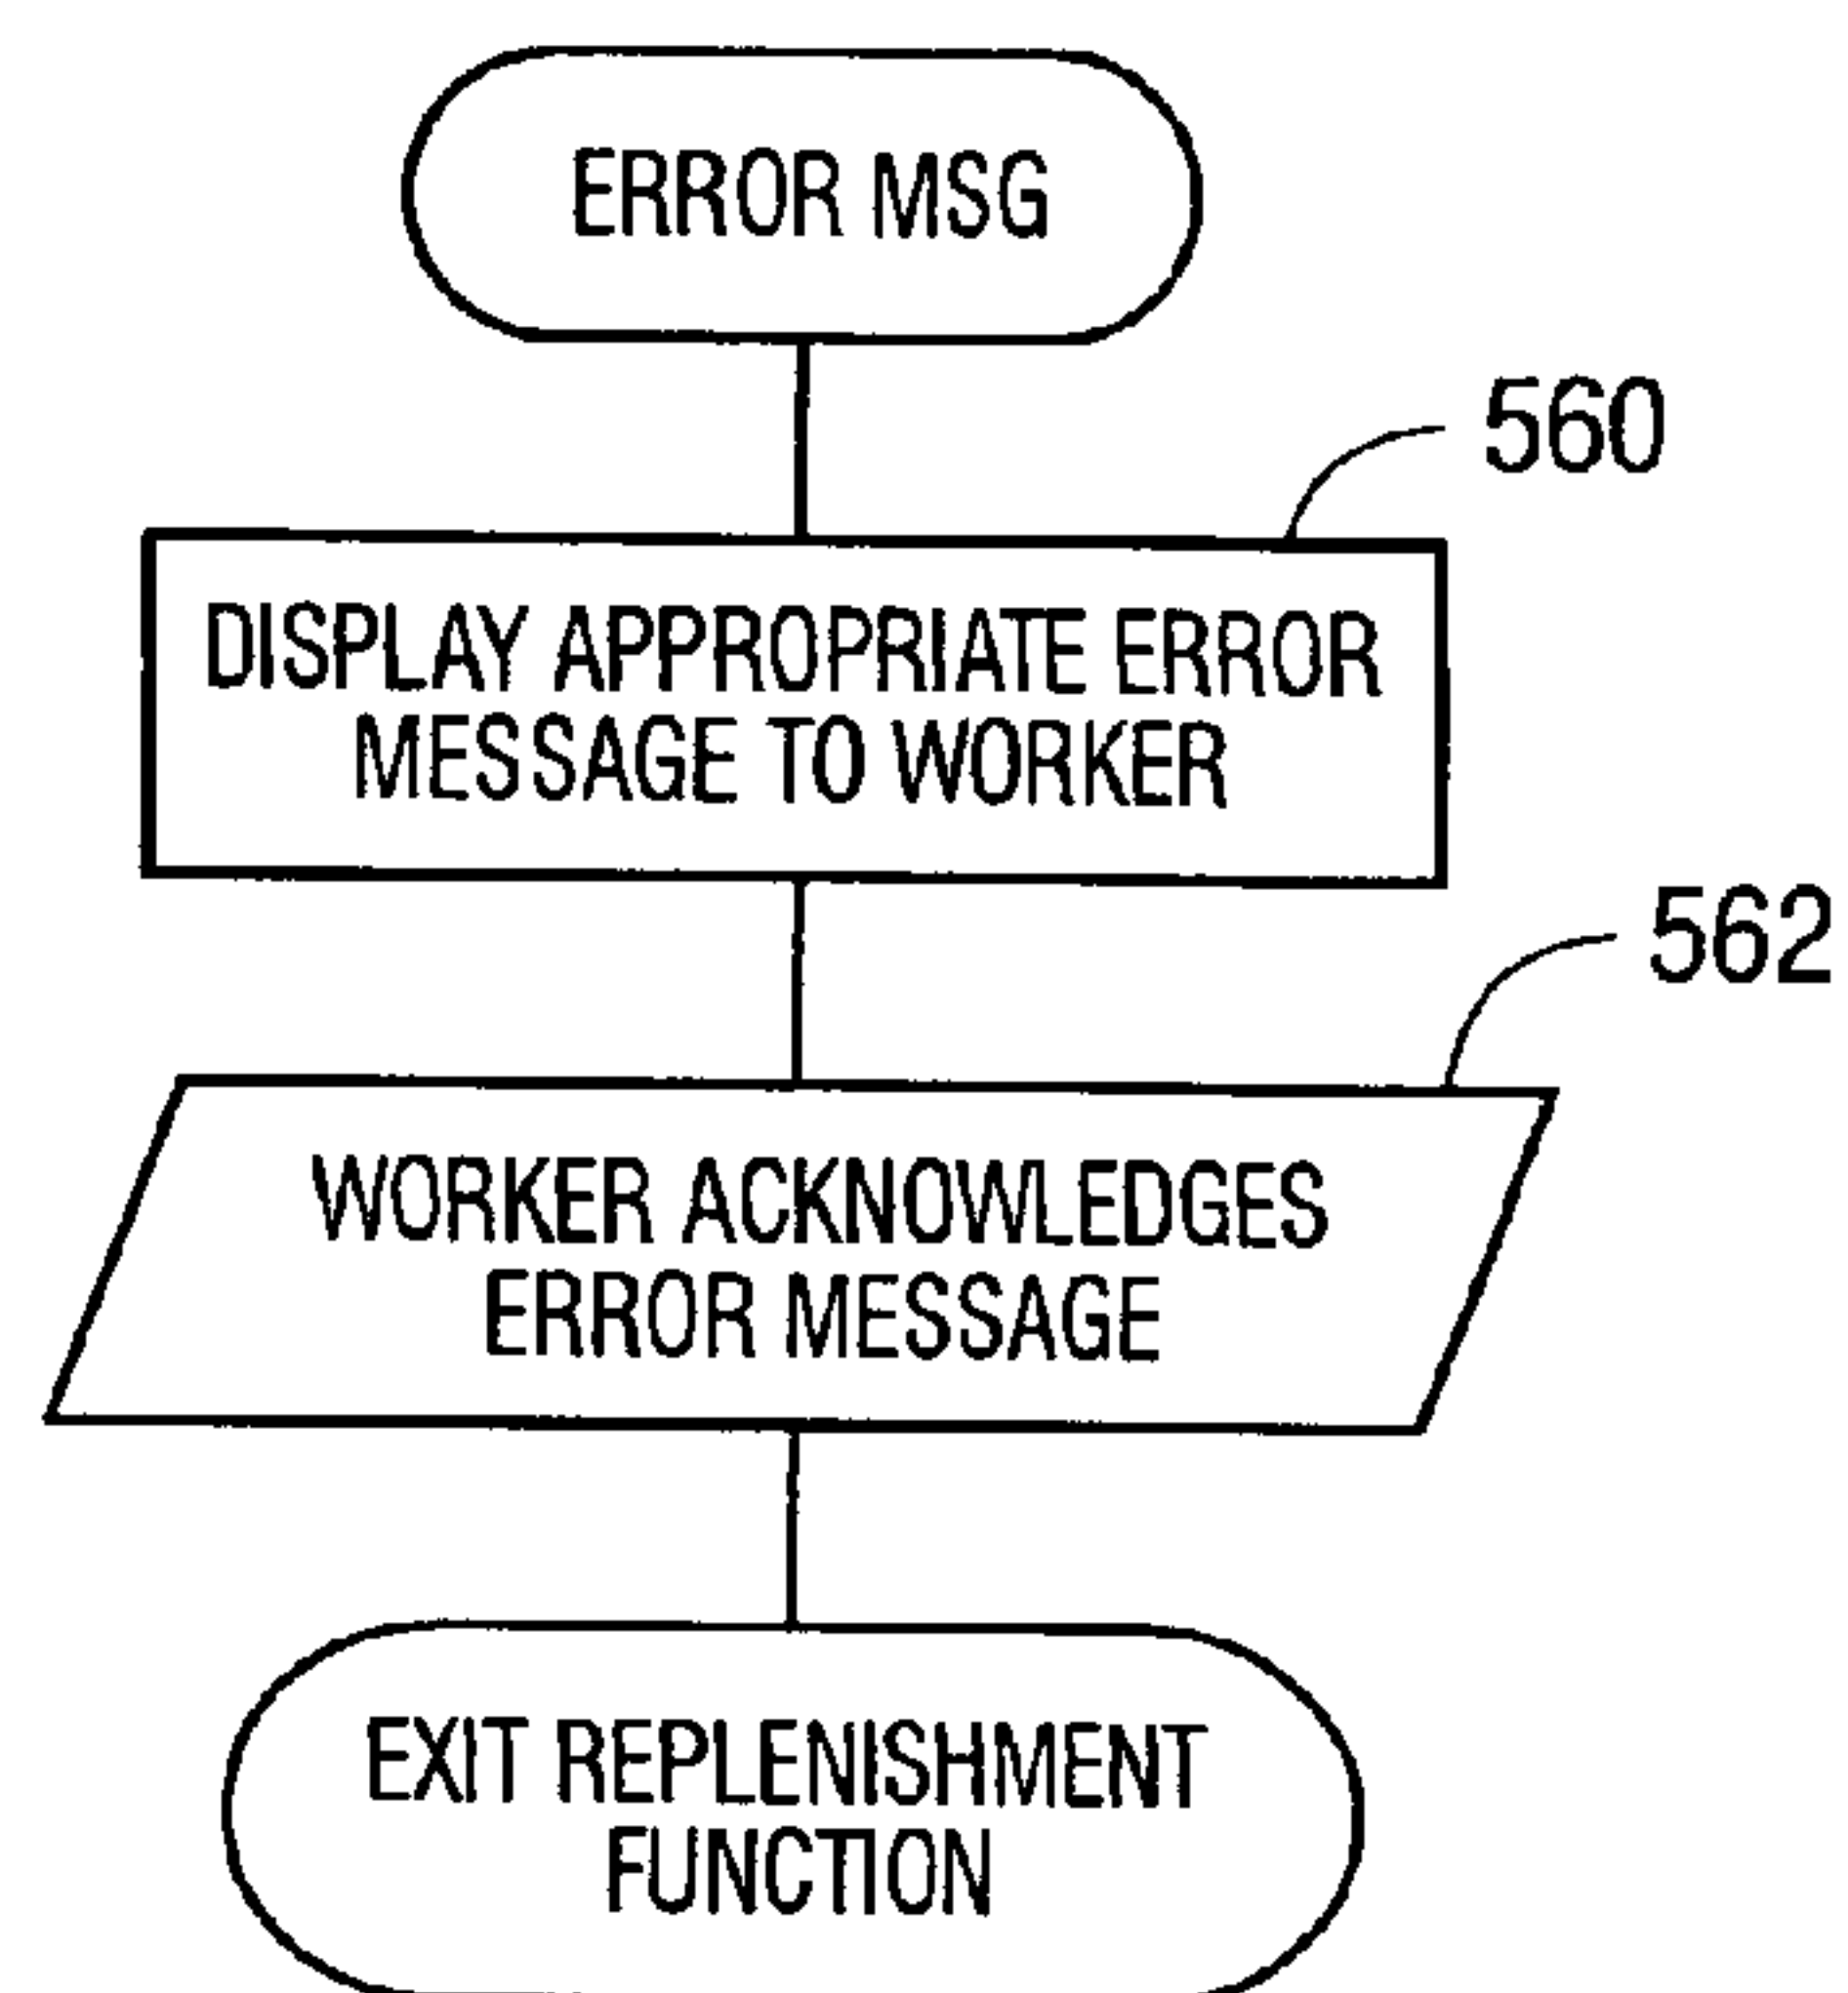 ERROR MSG
560
DISPLAY APPROPRIATE ERROR
MESSAGE TO WORKER
562
WORKER ACKNOWLEDGES
ERROR MESSAGE
EXIT REPLENISHMENT
FUNCTION